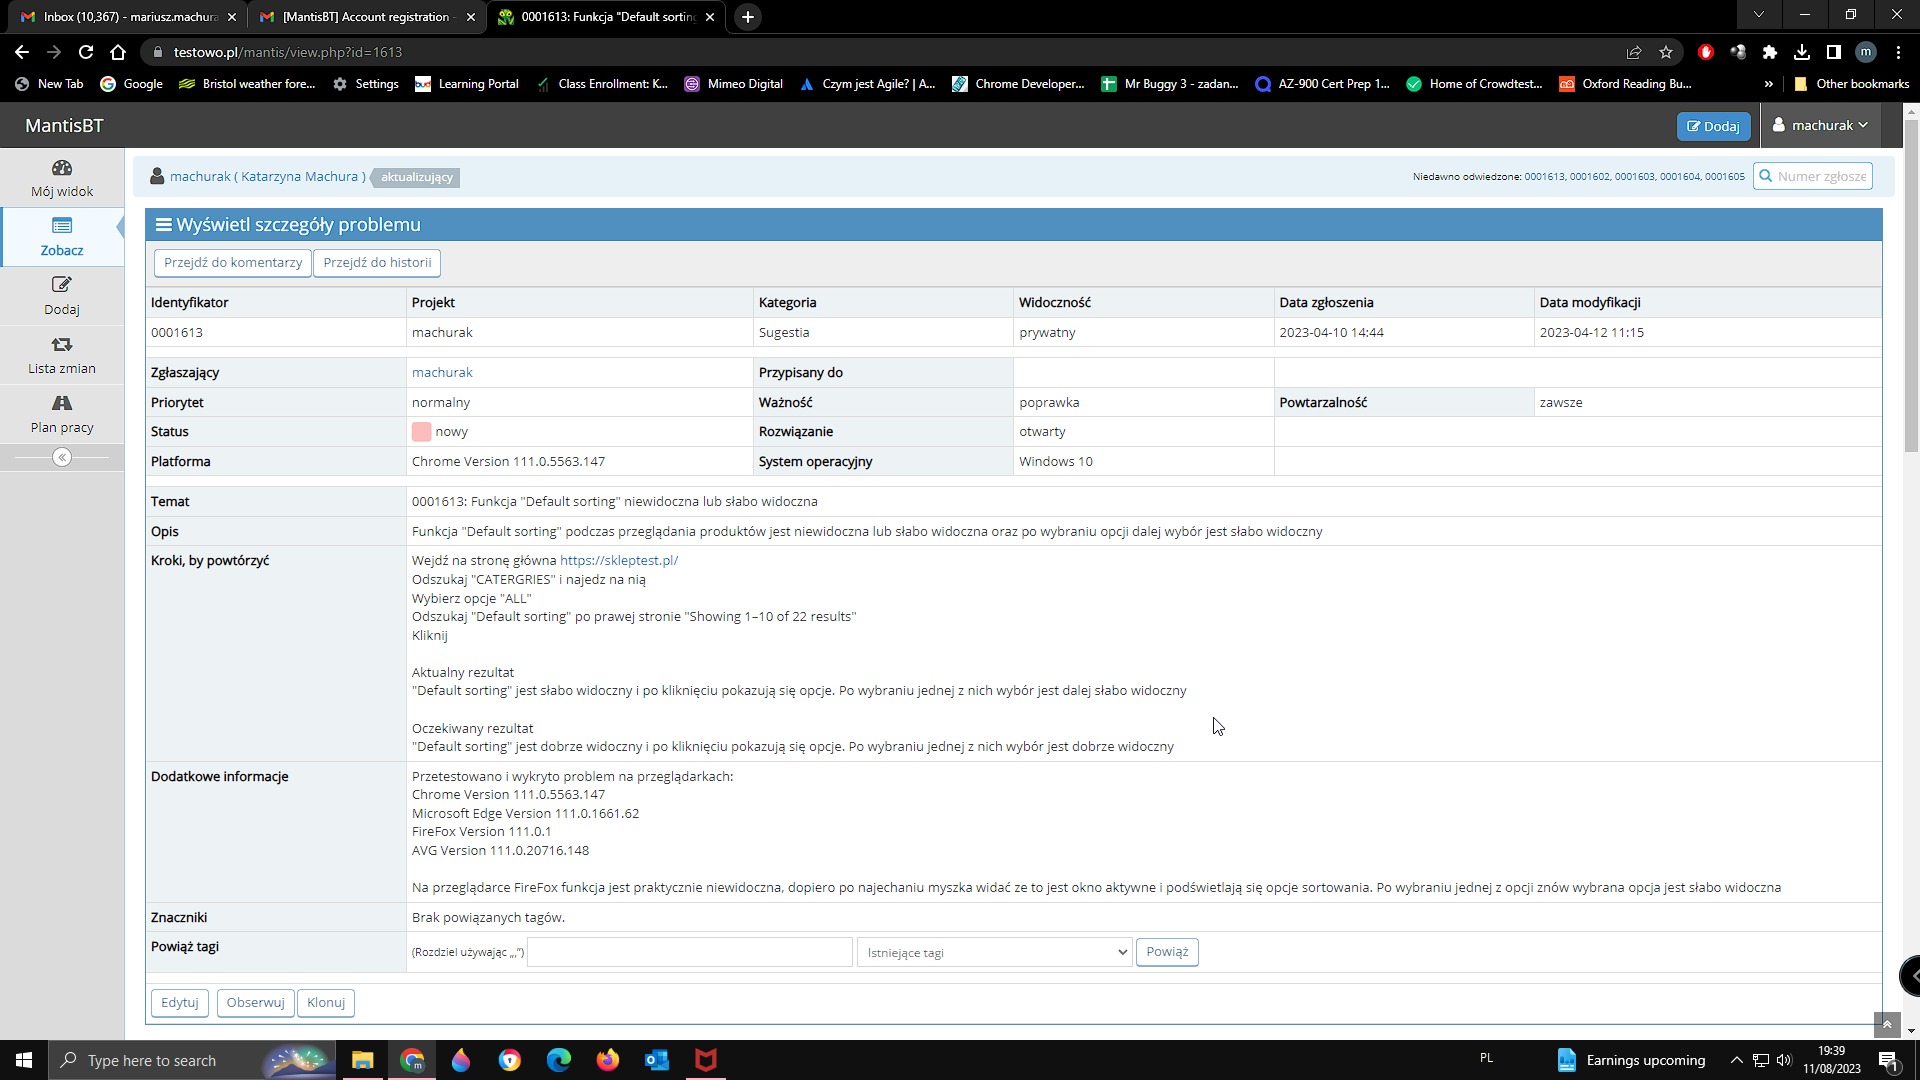 Inbox (10,367) - mariusz.machura
[MantisBT] Account registration -
0001613: Funkcja "Default sorting
testowo.pl/mantis/view.php?id=1613
m
New Tab
Google
Bristol weather fore...
Settings
bud
Learning Portal
Class Enrollment: K...
Mimeo Digital
Czym jest Agile? | A...
Chrome Developer...
Mr Buggy 3 - zadan...
AZ-900 Cert Prep 1...
Home of Crowdtest...
Oxford Reading Bu...
»
Other bookmarks
MantisBT
Dodaj
machurak
Mój widok
Zobacz
Dodaj
Lista zmian
Plan pracy
machurak ( Katarzyna Machura )
aktualizujący
Niedawno odwiedzone: 0001613, 0001602, 0001603, 0001604, 0001605
Numer zgłosze
Wyświetl szczegóły problemu
Przejdź do komentarzy
Przejdź do historii
Identyfikator Projekt Kategoria Widoczność Data zgłoszenia Data modyfikacji
0001613 machurak Sugestia prywatny 2023-04-10 14:44 2023-04-12 11:15
Zgłaszający machurak Przypisany do
Priorytet normalny Ważność poprawka Powtarzalność zawsze
Status nowy Rozwiązanie otwarty
Platforma Chrome Version 111.0.5563.147 System operacyjny Windows 10
Temat 0001613: Funkcja "Default sorting" niewidoczna lub słabo widoczna
Opis Funkcja "Default sorting" podczas przeglądania produktów jest niewidoczna lub słabo widoczna oraz po wybraniu opcji dalej wybór jest słabo widoczny
Kroki, by powtórzyć Wejdź na stronę główna https://skleptest.pl/
Odszukaj "CATERGRIES" i najedz na nią
Wybierz opcje "ALL"
Odszukaj "Default sorting" po prawej stronie "Showing 1–10 of 22 results"
Kliknij
Aktualny rezultat
"Default sorting" jest słabo widoczny i po kliknięciu pokazują się opcje. Po wybraniu jednej z nich wybór jest dalej słabo widoczny
Oczekiwany rezultat
"Default sorting" jest dobrze widoczny i po kliknięciu pokazują się opcje. Po wybraniu jednej z nich wybór jest dobrze widoczny
Dodatkowe informacje Przetestowano i wykryto problem na przeglądarkach:
Chrome Version 111.0.5563.147
Microsoft Edge Version 111.0.1661.62
FireFox Version 111.0.1
AVG Version 111.0.20716.148
Na przeglądarce FireFox funkcja jest praktycznie niewidoczna, dopiero po najechaniu myszka widać ze to jest okno aktywne i podświetlają się opcje sortowania. Po wybraniu jednej z opcji znów wybrana opcja jest słabo widoczna
Znaczniki Brak powiązanych tagów.
Powiąż tagi (Rozdziel używając „,”) Istniejące tagi Powiąż
Edytuj
Obserwuj
Klonuj
Type here to search
m
PL
Earnings upcoming
19:39
11/08/2023
1